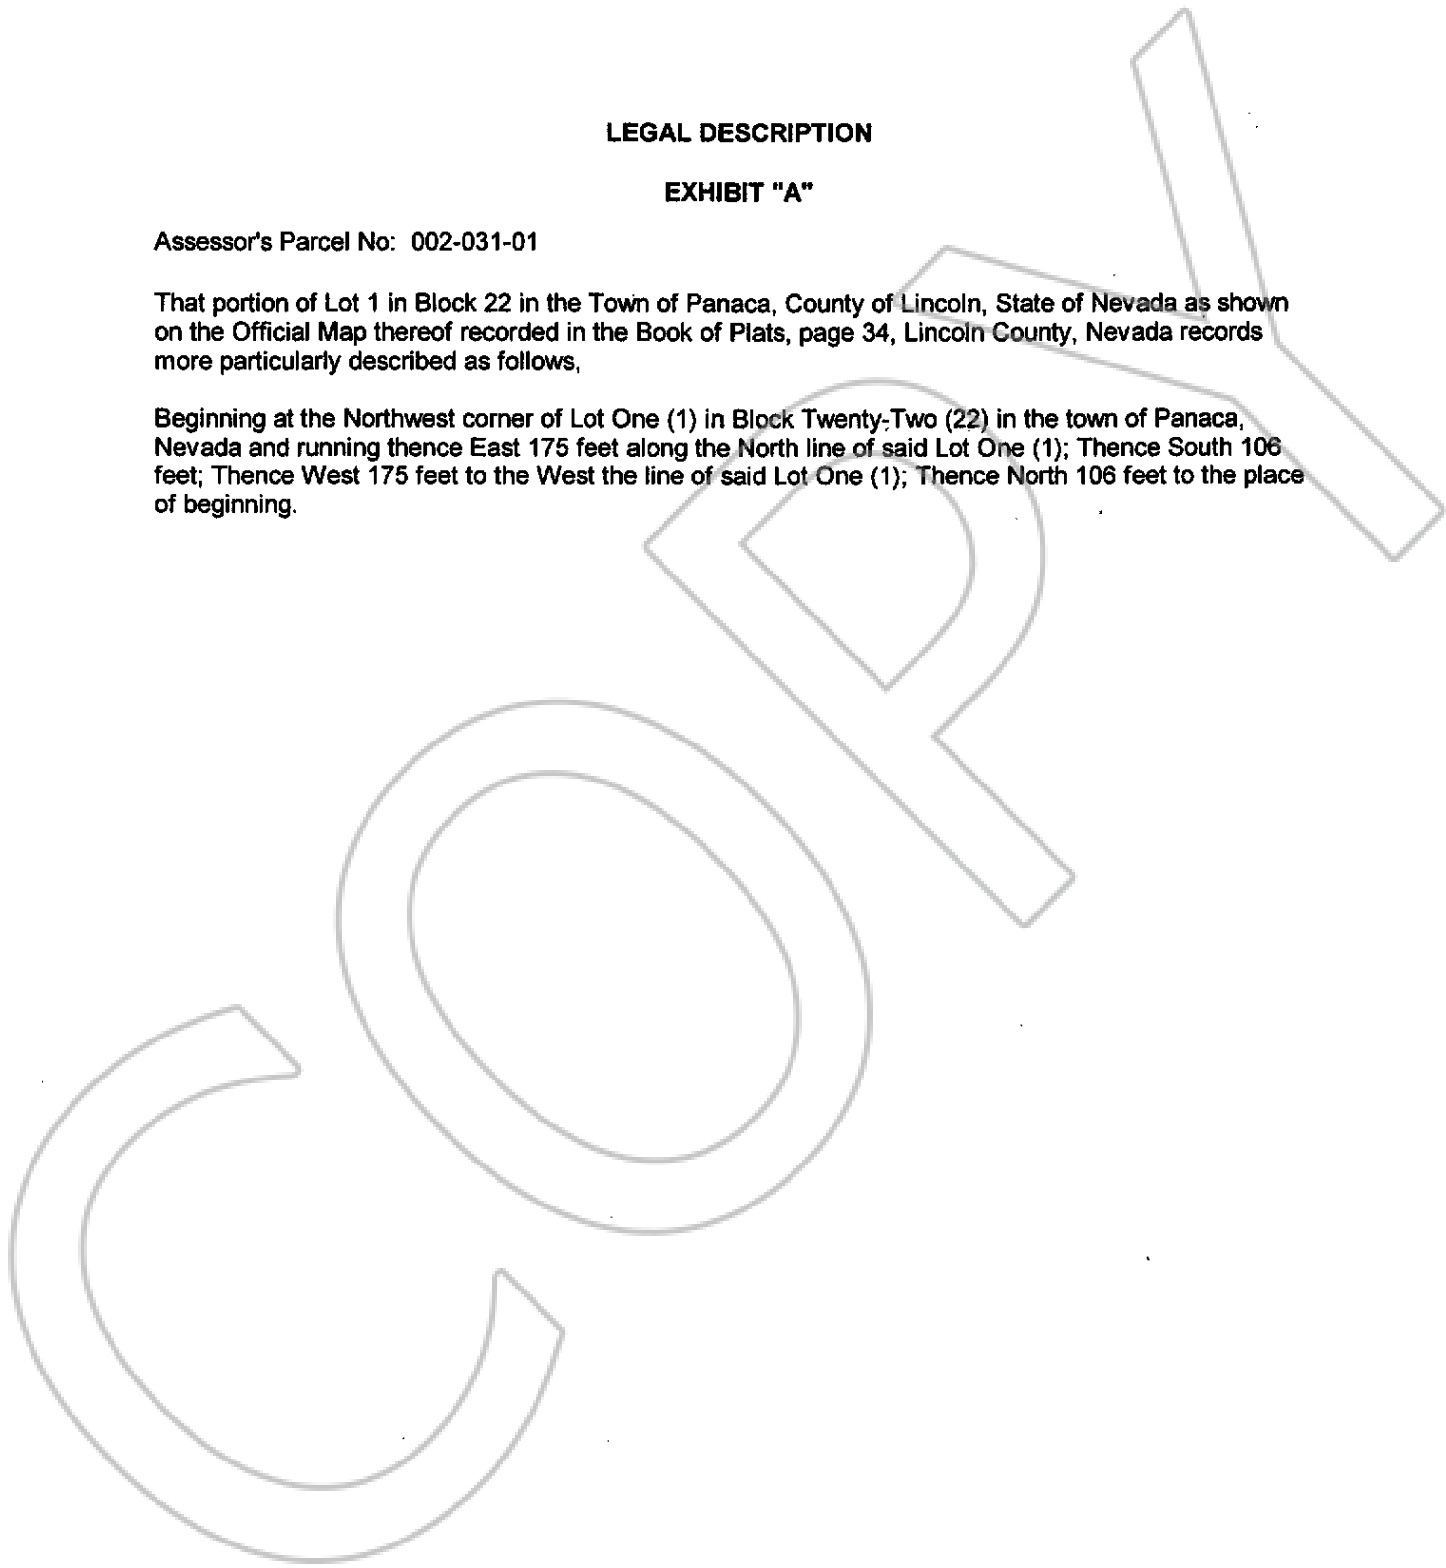 LEGAL DESCRIPTION
EXHIBIT "A"
Assessor's Parcel No: 002-031-01
That portion of Lot 1 in Block 22 in the Town of Panaca, County of Lincoln, State of Nevada as shown
on the Official Map thereof recorded in the Book of Plats, page 34, Lincoln County, Nevada records
more particularly described as follows,
Beginning at the Northwest corner of Lot One (1) in Block Twenty-Two (22) in the town of Panaca,
Nevada and running thence East 175 feet along the North line of said Lot One (1); Thence South 106
feet; Thence West 175 feet to the West the line of said Lot One (1); Thence North 106 feet to the place
of beginning.
COPY